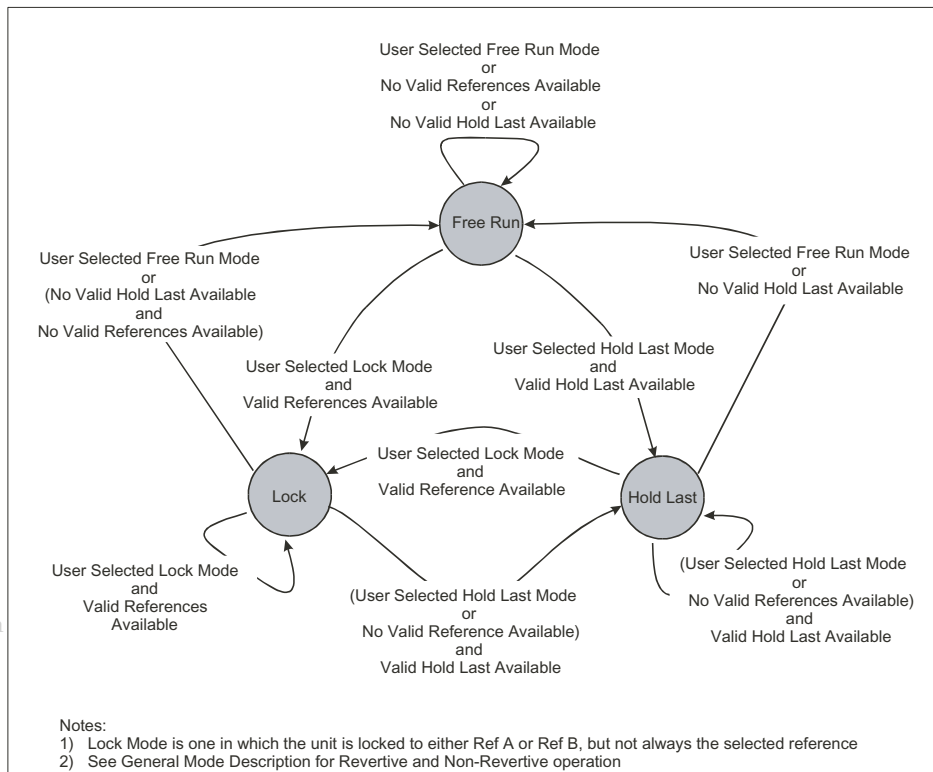 User Selected Free Run Mode
or
No Valid References Available
or
No Valid Hold Last Available
Free Run
User Selected Free Run Mode
or
(No Valid Hold Last Available
and
No Valid References Available)
User Selected Free Run Mode
or
No Valid Hold Last Available
User Selected Lock Mode
and
Valid References Available
User Selected Hold Last Mode
and
Valid Hold Last Available
User Selected Lock Mode
and
Valid Reference Available
Lock
Hold Last
User Selected Lock Mode
and
Valid References
Available
(User Selected Hold Last Mode
or
No Valid Reference Available)
and
Valid Hold Last Available
(User Selected Hold Last Mode
or
No Valid References Available)
and
Valid Hold Last Available
Notes:
1) Lock Mode is one in which the unit is locked to either Ref A or Ref B, but not always the selected reference
2) See General Mode Description for Revertive and Non-Revertive operation